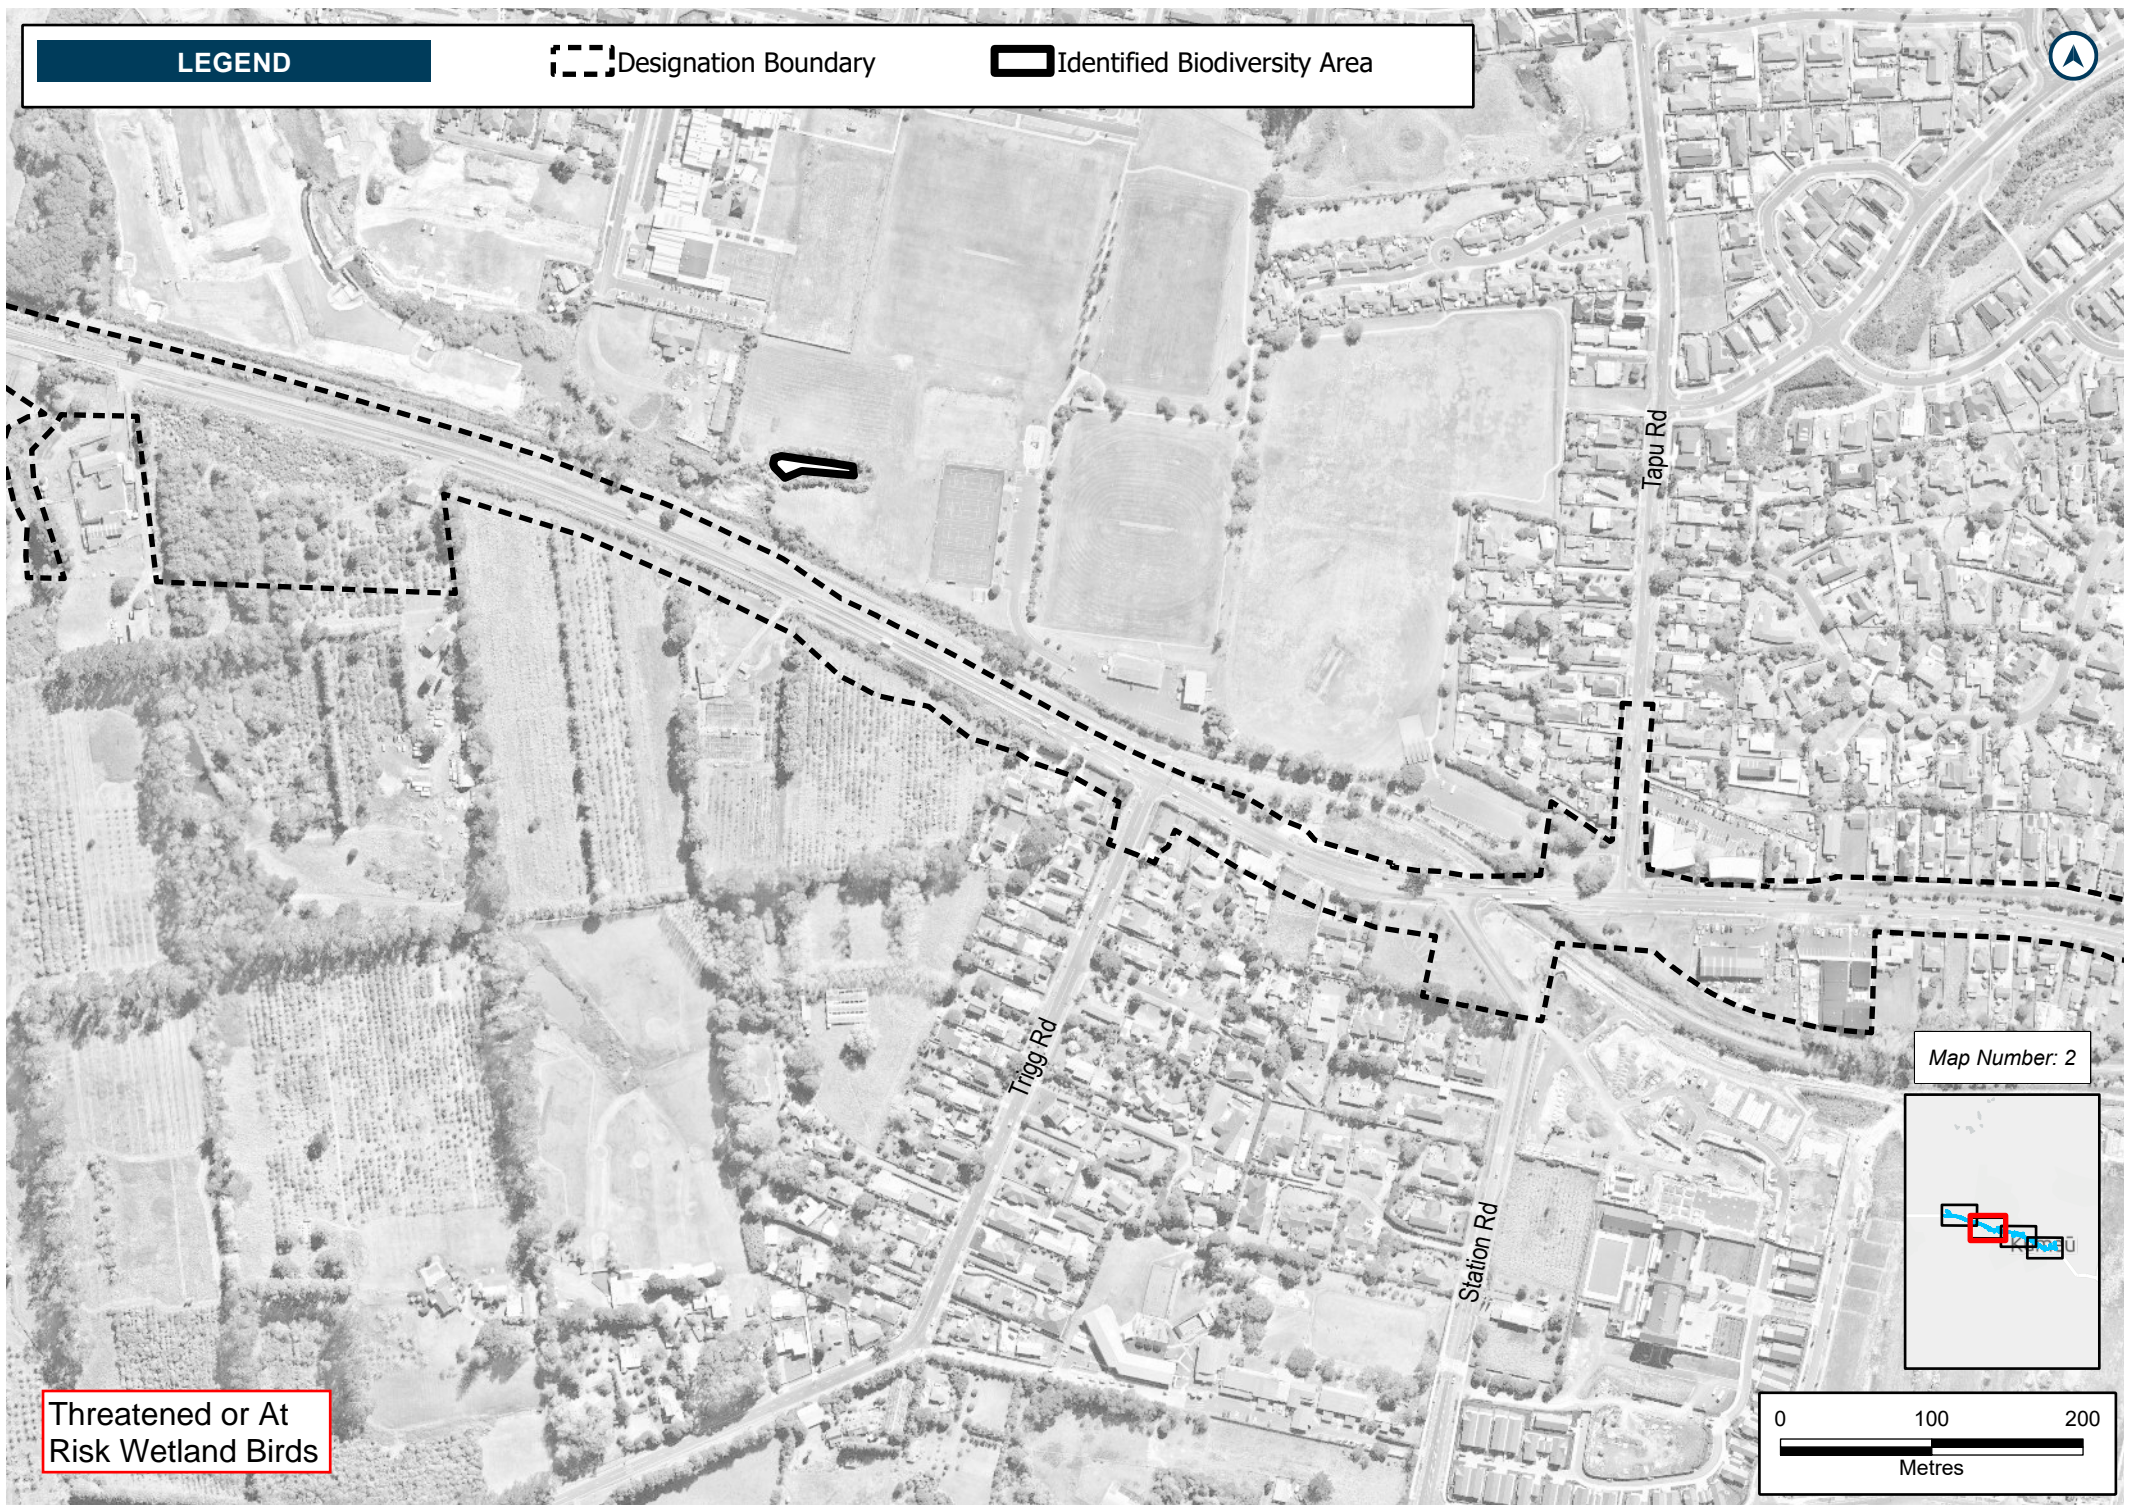 LEGEND
Designation Boundary
Identified Biodiversity Area
Tapu Rd
Trigg Rd
Station Rd
Map Number: 2
Kumeū
Threatened or At
Risk Wetland Birds
0 100 200
Metres